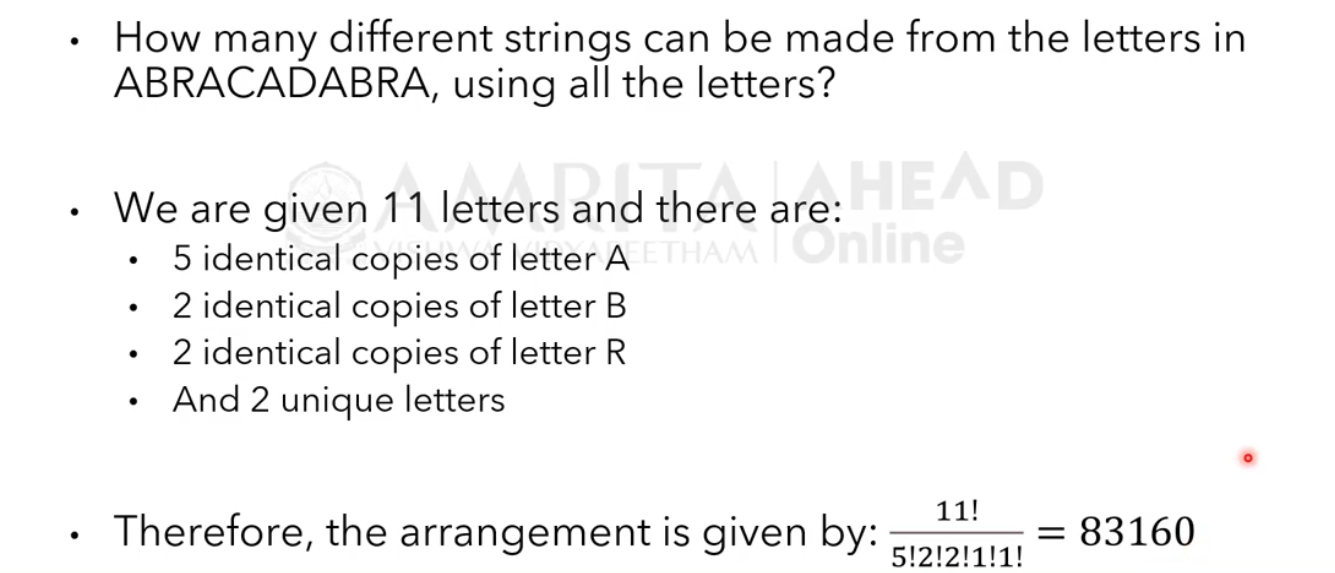 • How many different strings can be made from the letters in
ABRACADABRA, using all the letters?
AMRITA AHEAD
VISHWA VIDYAPEETHAM Online
• We are given 11 letters and there are:
• 5 identical copies of letter A
• 2 identical copies of letter B
• 2 identical copies of letter R
• And 2 unique letters
• Therefore, the arrangement is given by: 11!/5!2!2!1!1! = 83160